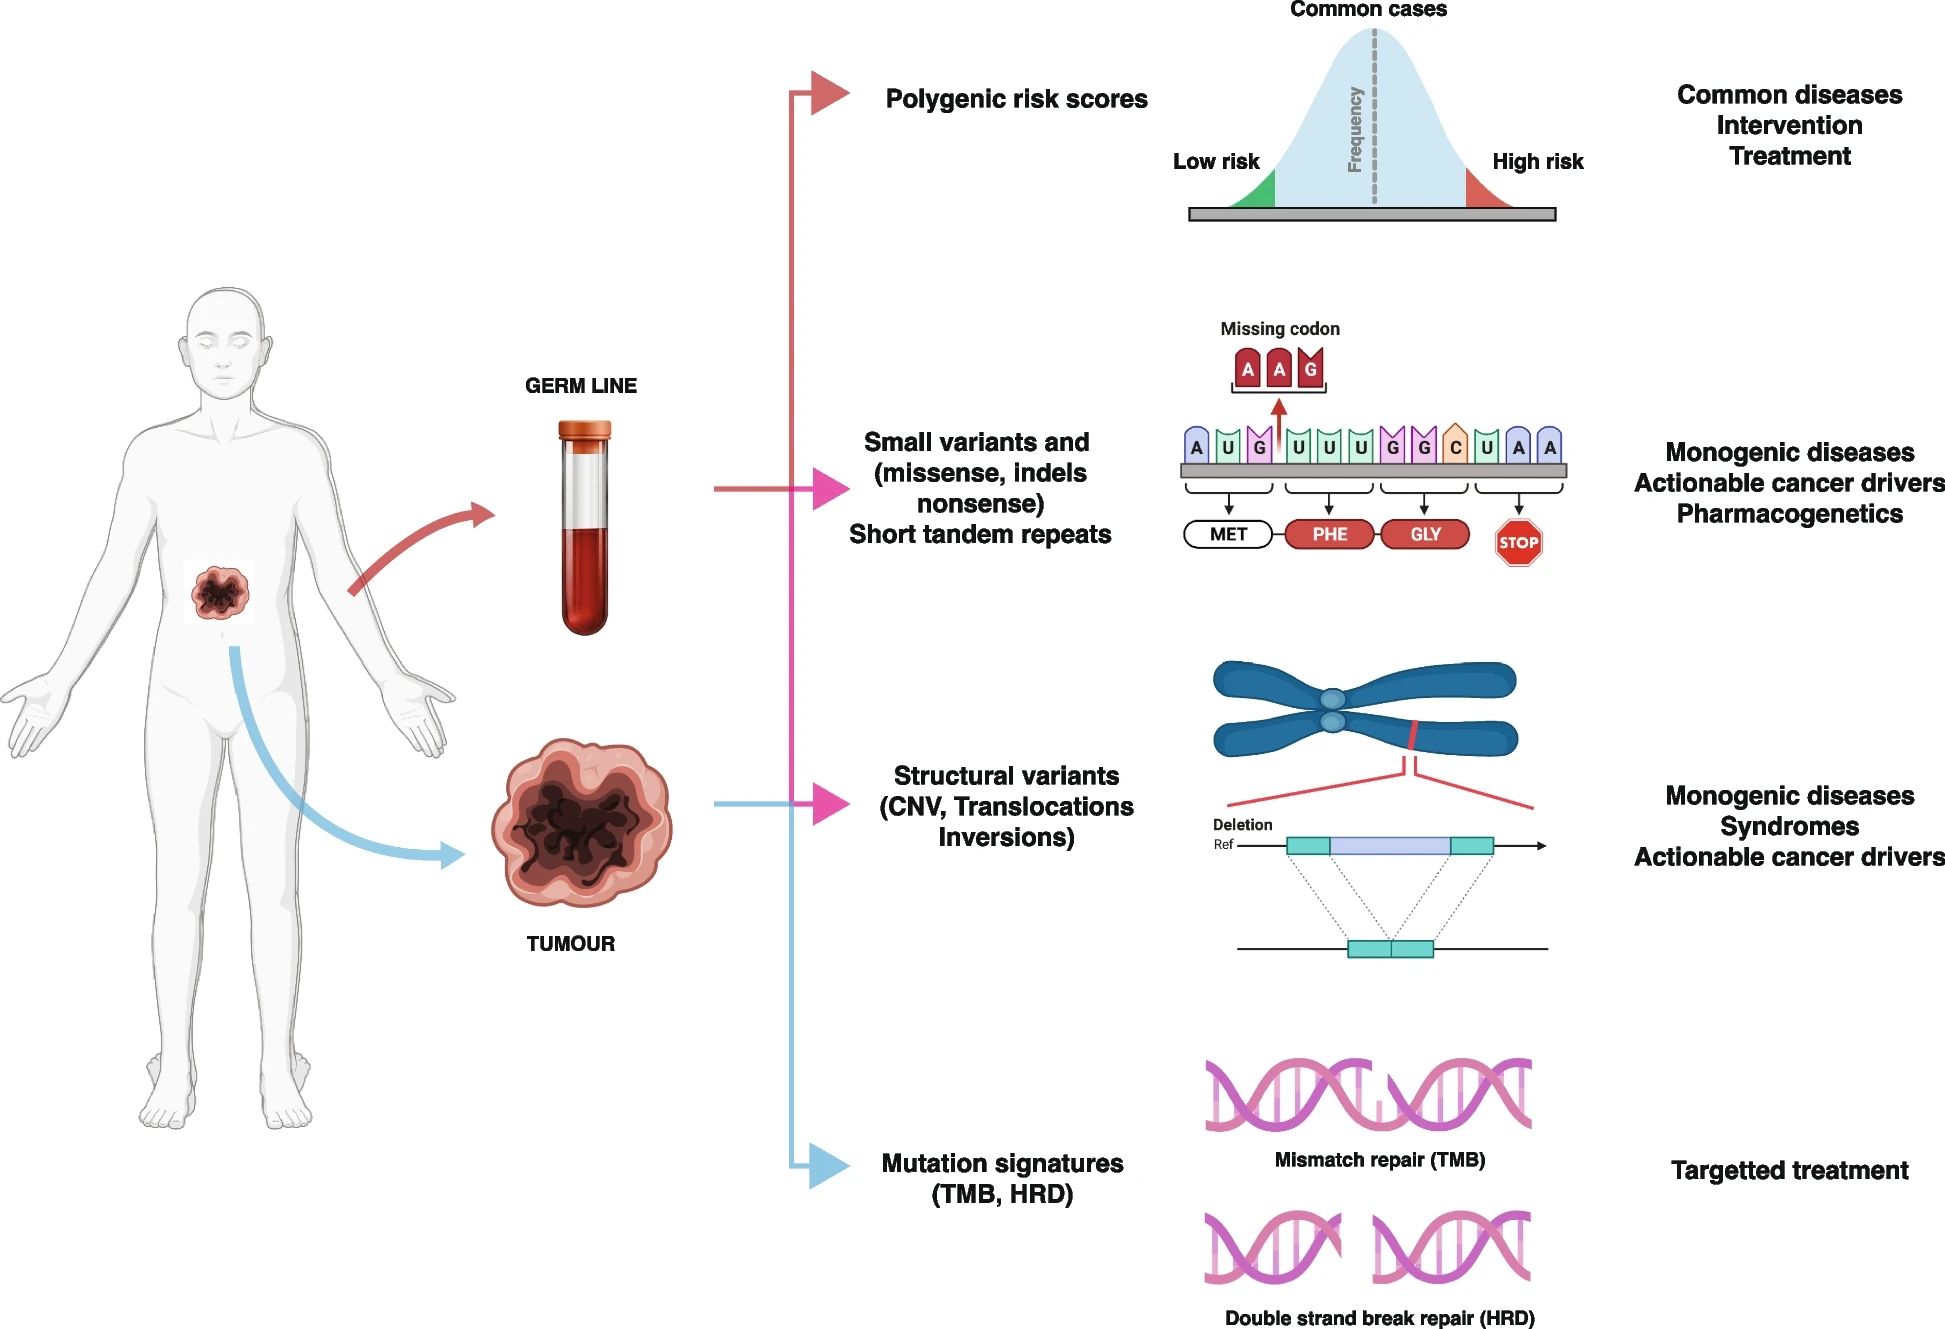 Common cases
Frequency
Low risk
High risk
Polygenic risk scores
Common diseases
Intervention
Treatment
GERM LINE
Small variants and
(missense, indels
nonsense)
Short tandem repeats
Missing codon
A A G
A U G U U U G G C U A A
MET PHE GLY STOP
Monogenic diseases
Actionable cancer drivers
Pharmacogenetics
TUMOUR
Structural variants
(CNV, Translocations
Inversions)
Deletion
Ref
Monogenic diseases
Syndromes
Actionable cancer drivers
Mutation signatures
(TMB, HRD)
Mismatch repair (TMB)
Double strand break repair (HRD)
Targetted treatment